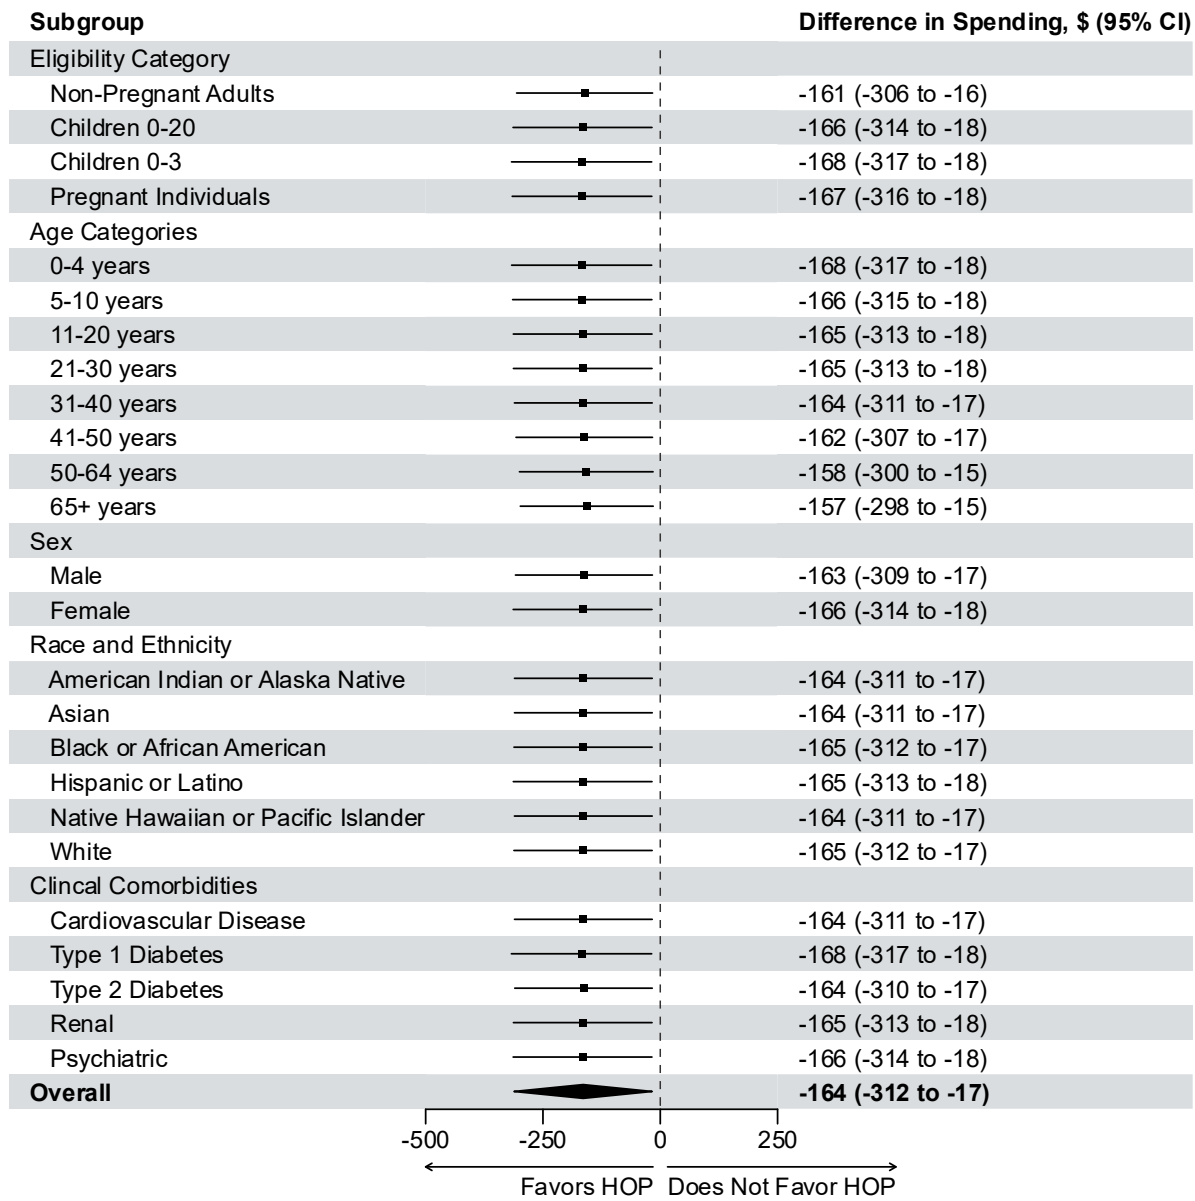 Subgroup Difference in Spending, $ (95% CI)
Eligibility Category
Non-Pregnant Adults -161 (-306 to -16)
Children 0-20 -166 (-314 to -18)
Children 0-3 -168 (-317 to -18)
Pregnant Individuals -167 (-316 to -18)
Age Categories
0-4 years -168 (-317 to -18)
5-10 years -166 (-315 to -18)
11-20 years -165 (-313 to -18)
21-30 years -165 (-313 to -18)
31-40 years -164 (-311 to -17)
41-50 years -162 (-307 to -17)
50-64 years -158 (-300 to -15)
65+ years -157 (-298 to -15)
Sex
Male -163 (-309 to -17)
Female -166 (-314 to -18)
Race and Ethnicity
American Indian or Alaska Native -164 (-311 to -17)
Asian -164 (-311 to -17)
Black or African American -165 (-312 to -17)
Hispanic or Latino -165 (-313 to -18)
Native Hawaiian or Pacific Islander -164 (-311 to -17)
White -165 (-312 to -17)
Clincal Comorbidities
Cardiovascular Disease -164 (-311 to -17)
Type 1 Diabetes -168 (-317 to -18)
Type 2 Diabetes -164 (-310 to -17)
Renal -165 (-313 to -18)
Psychiatric -166 (-314 to -18)
Overall -164 (-312 to -17)
-500 -250 0 250
Favors HOP Does Not Favor HOP